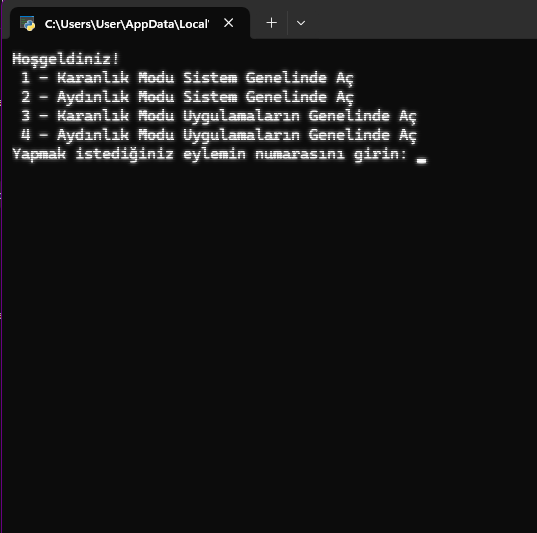 C:\Users\User\AppData\Local\
Hoşgeldiniz!
1 - Karanlık Modu Sistem Genelinde Aç
2 - Aydınlık Modu Sistem Genelinde Aç
3 - Karanlık Modu Uygulamaların Genelinde Aç
4 - Aydınlık Modu Uygulamaların Genelinde Aç
Yapmak istediğiniz eylemin numarasını girin: